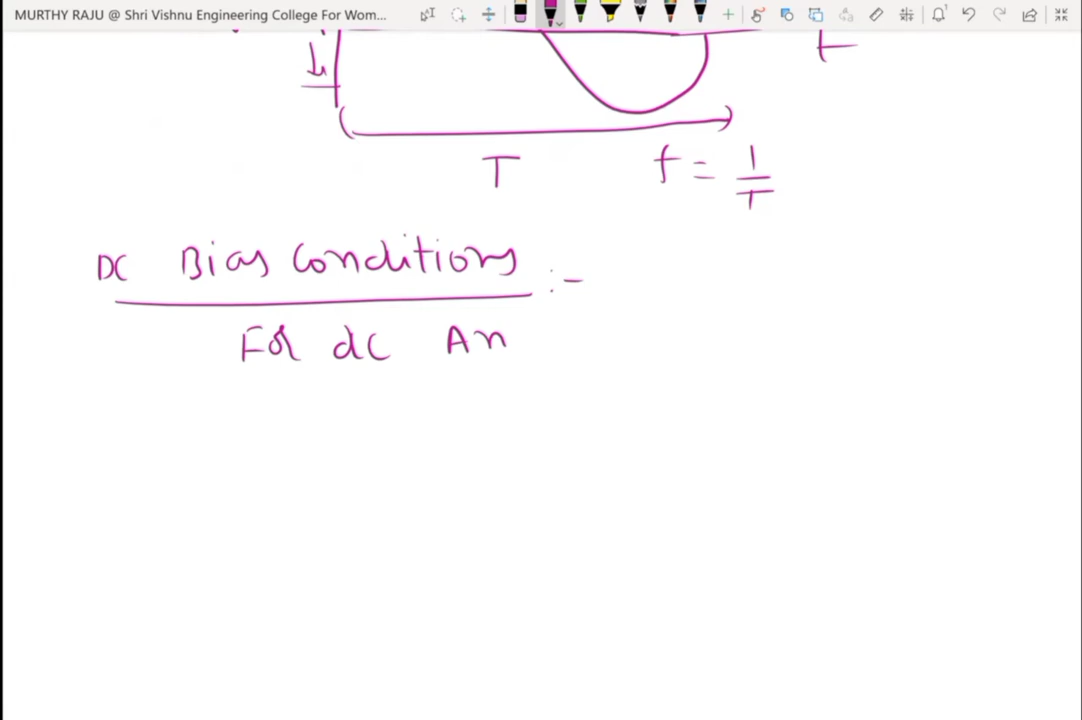 MURTHY RAJU @ Shri Vishnu Engineering College For Wom...
t
T f = 1/T
DC Bias Conditions :-
For dc An